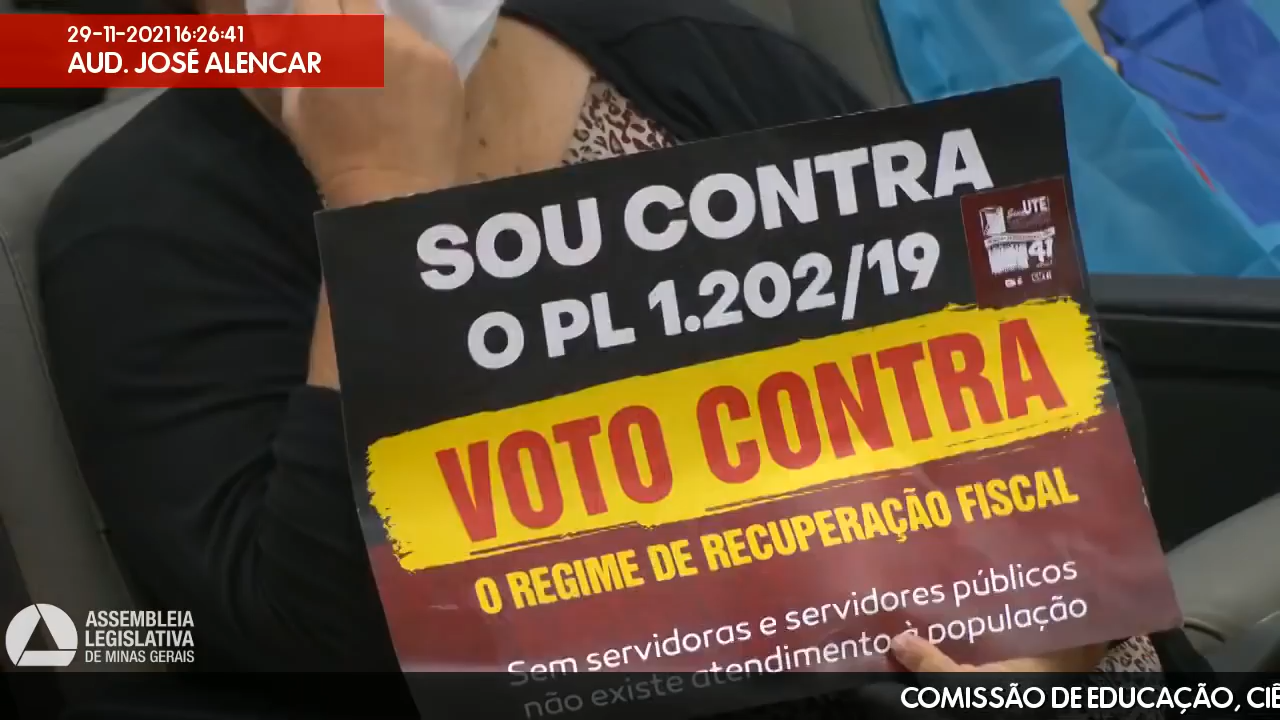 29-11-2021 16:26:41
AUD. JOSÉ ALENCAR
SOU CONTRA
O PL 1.202/19
UTE
41
VOTO CONTRA
O REGIME DE RECUPERAÇÃO FISCAL
Sem servidoras e servidores públicos
não existe atendimento à população
ASSEMBLEIA
LEGISLATIVA
DE MINAS GERAIS
COMISSÃO DE EDUCAÇÃO, CIÊ